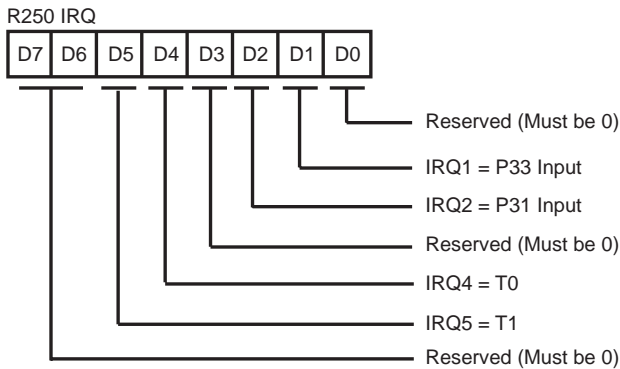 R250 IRQ
D7 D6 D5 D4 D3 D2 D1 D0
Reserved (Must be 0)
IRQ1 = P33 Input
IRQ2 = P31 Input
Reserved (Must be 0)
IRQ4 = T0
IRQ5 = T1
Reserved (Must be 0)